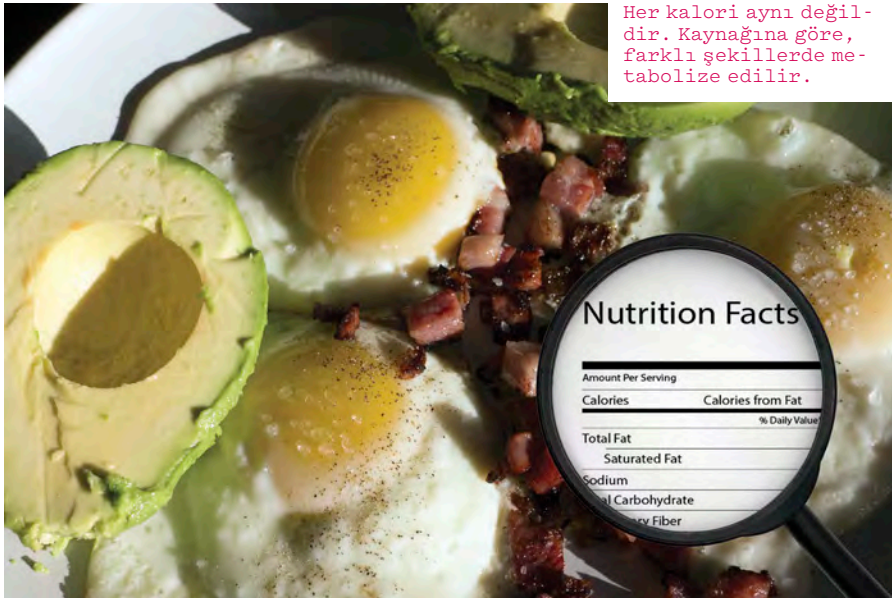 Her kalori aynı değil-
dir. Kaynağına göre,
farklı şekillerde me-
tabolize edilir.
Nutrition Facts
Amount Per Serving
Calories Calories from Fat
% Daily Value
Total Fat
Saturated Fat
Sodium
Carbohydrate
Fiber